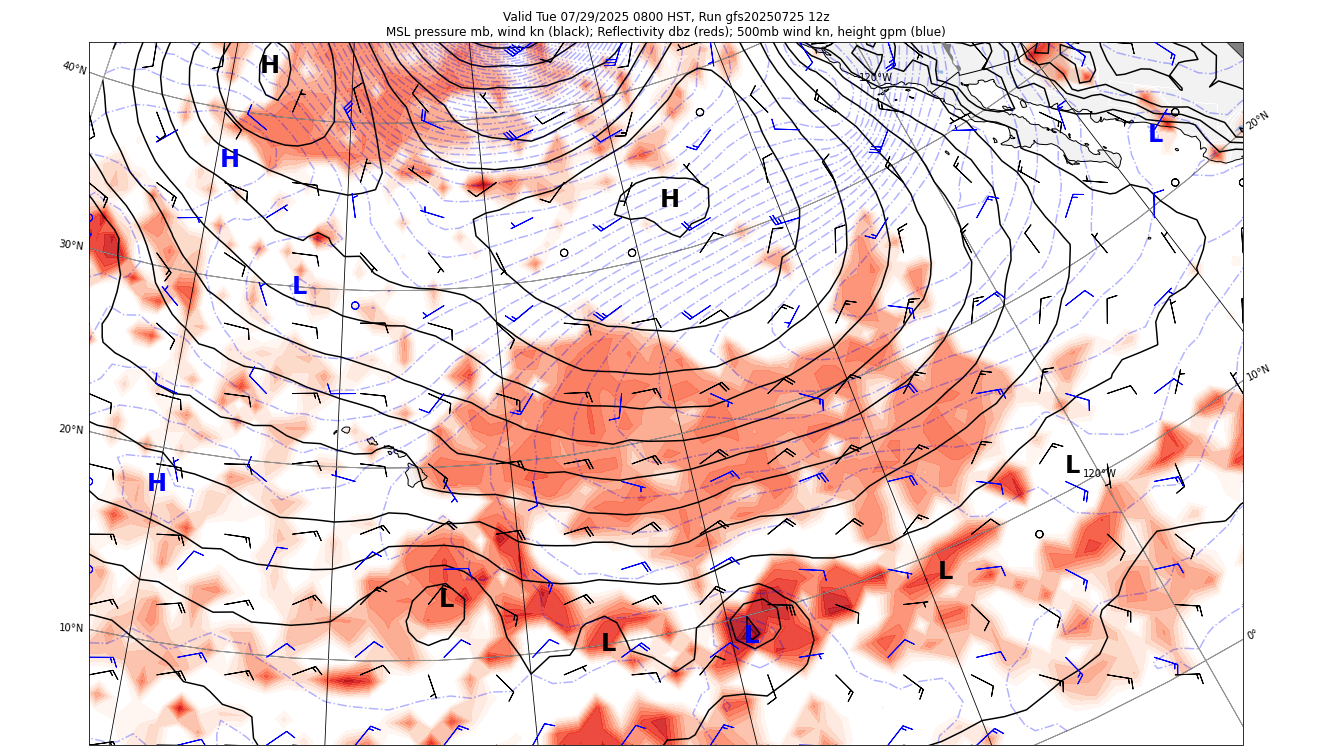 Valid Tue 07/29/2025 0800 HST, Run gfs20250725 12z
MSL pressure mb, wind kn (black); Reflectivity dbz (reds); 500mb wind kn, height gpm (blue)
H
40°N
120°W
20°N
L
H
H
30°N
L
10°N
20°N
L
120°W
H
L
L
10°N
L
L
0°